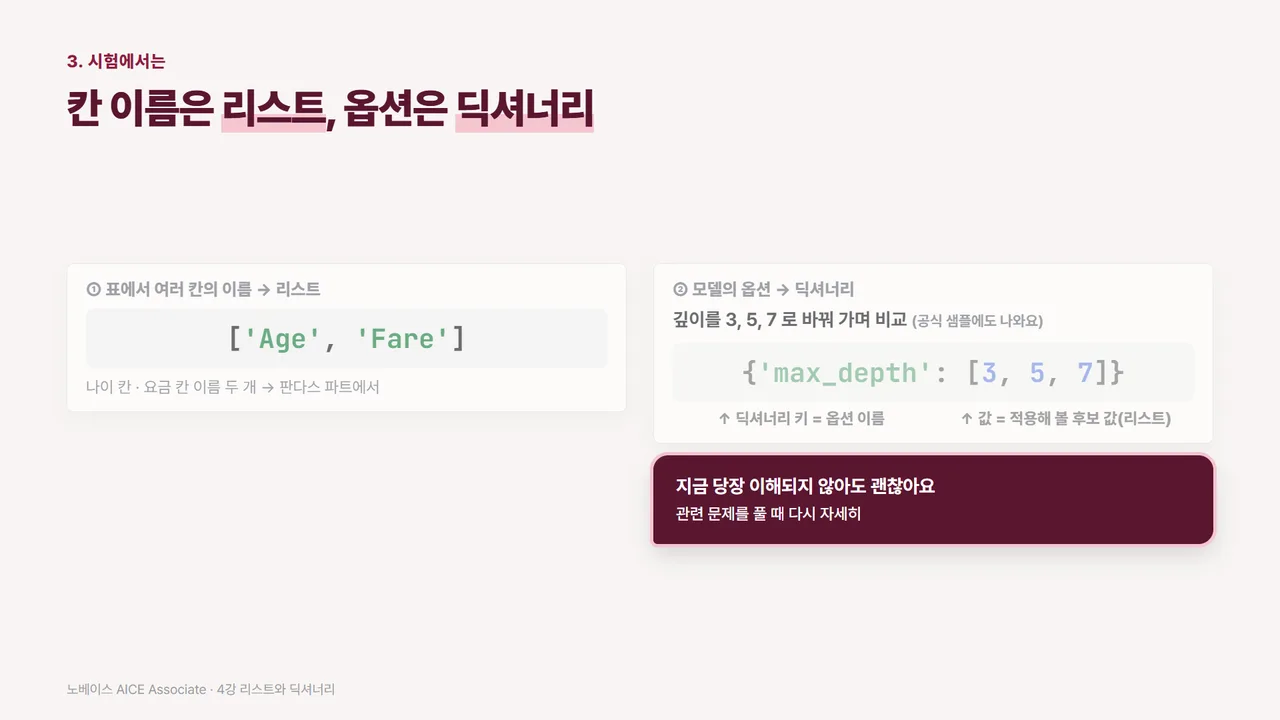 3. 시험에서는
칸 이름은 리스트, 옵션은 딕셔너리
① 표에서 여러 칸의 이름 → 리스트
['Age', 'Fare']
나이 칸 · 요금 칸 이름 두 개 → 판다스 파트에서
② 모델의 옵션 → 딕셔너리
깊이를 3, 5, 7 로 바꿔 가며 비교 (공식 샘플에도 나와요)
{'max_depth': [3, 5, 7]}
↑ 딕셔너리 키 = 옵션 이름
↑ 값 = 적용해 볼 후보 값(리스트)
지금 당장 이해되지 않아도 괜찮아요
관련 문제를 풀 때 다시 자세히
노베이스 AICE Associate · 4강 리스트와 딕셔너리